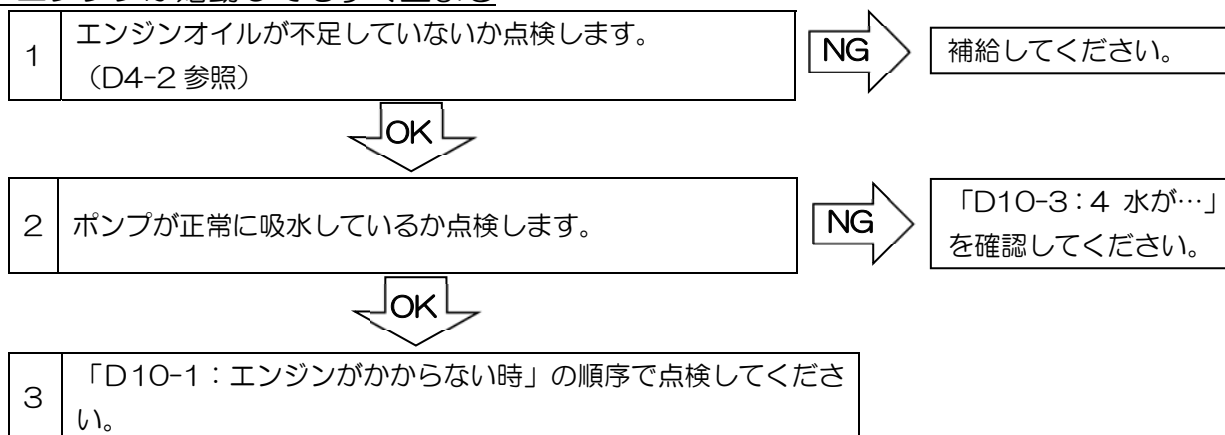 エンジンが始動してもすぐ止まる
1
エンジンオイルが不足していないか点検します。
（D4-2 参照）
NG
補給してください。
OK
2
ポンプが正常に吸水しているか点検します。
NG
「D10-3：4 水が…」
を確認してください。
OK
3
「D10-1：エンジンがかからない時」の順序で点検してくださ
い。